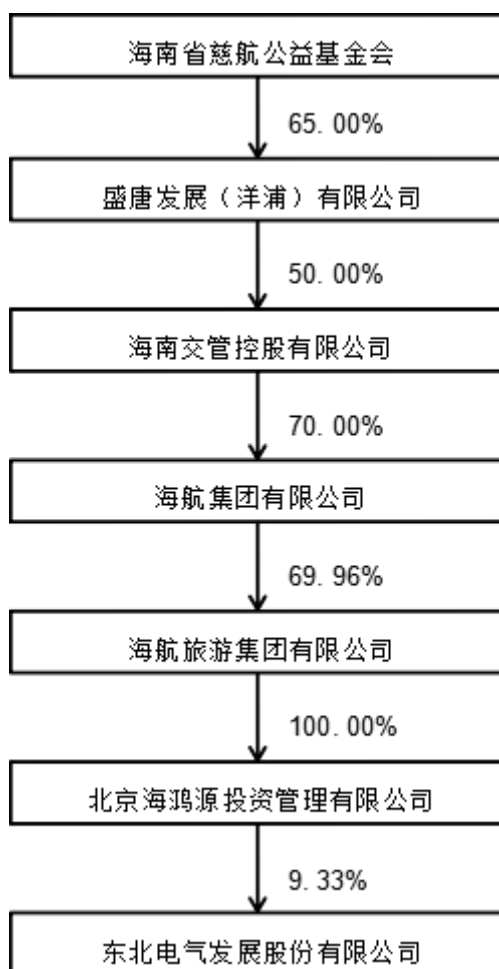 海南省慈航公益基金会
65.00%
盛唐发展（洋浦）有限公司
50.00%
海南交管控股有限公司
70.00%
海航集团有限公司
69.96%
海航旅游集团有限公司
100.00%
北京海鸿源投资管理有限公司
9.33%
东北电气发展股份有限公司